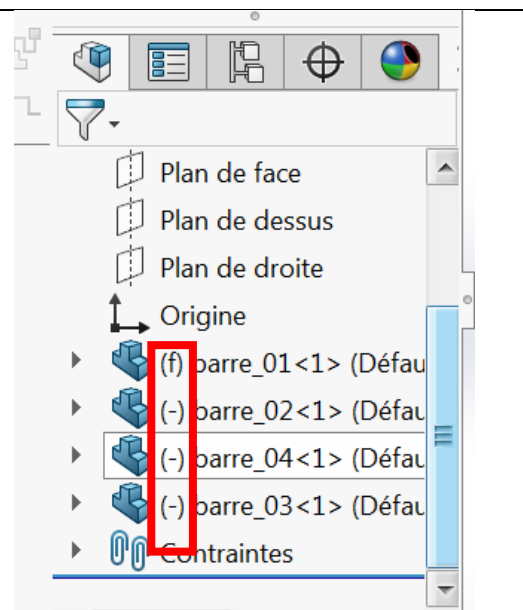 Plan de face
Plan de dessus
Plan de droite
Origine
(f) barre_01<1> (Défau
(-) barre_02<1> (Défau
(-) barre_04<1> (Défau
(-) barre_03<1> (Défau
Contraintes